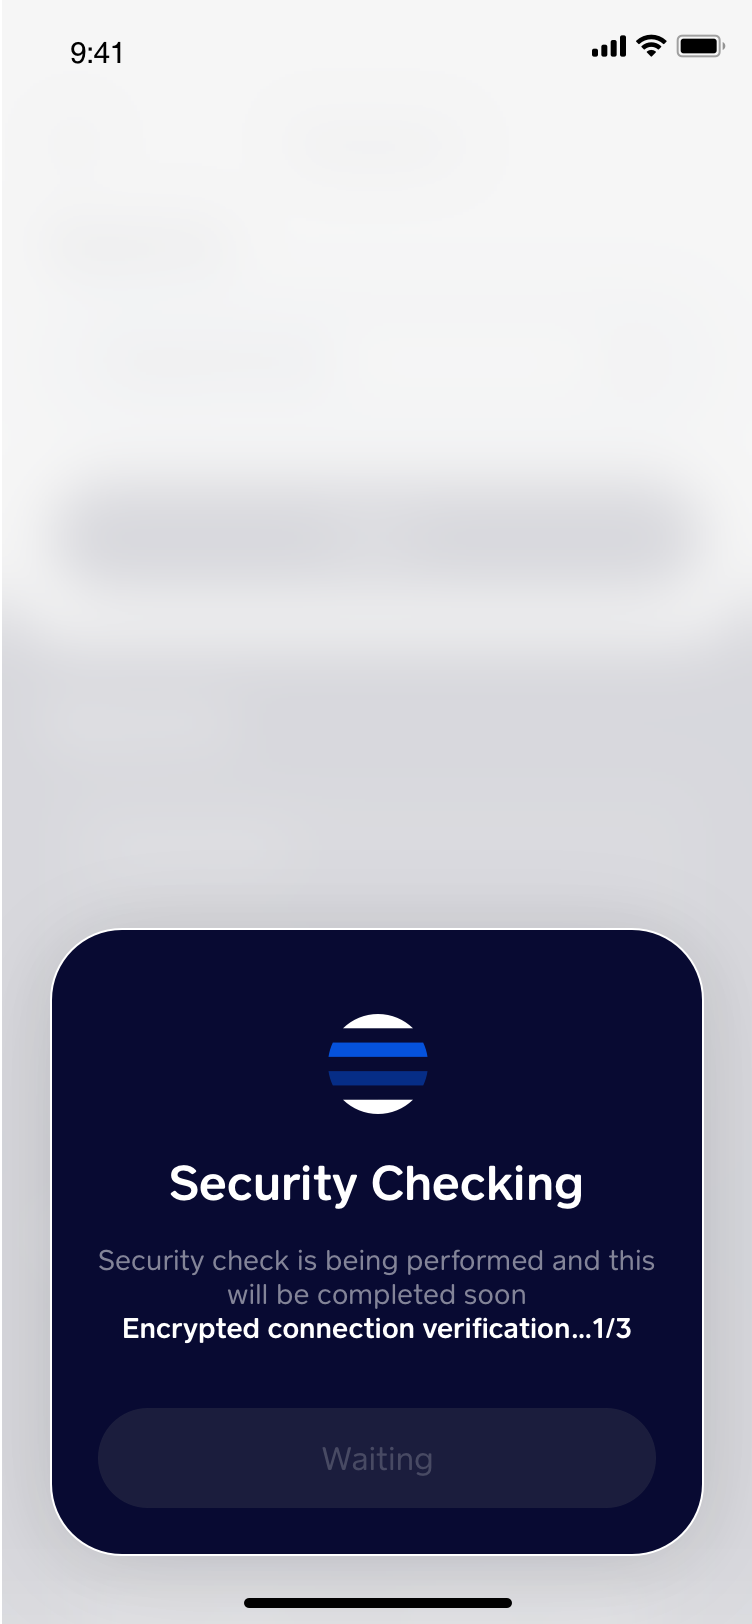 9:41
Security Checking
Security check is being performed and this
will be completed soon
Encrypted connection verification...1/3
Waiting